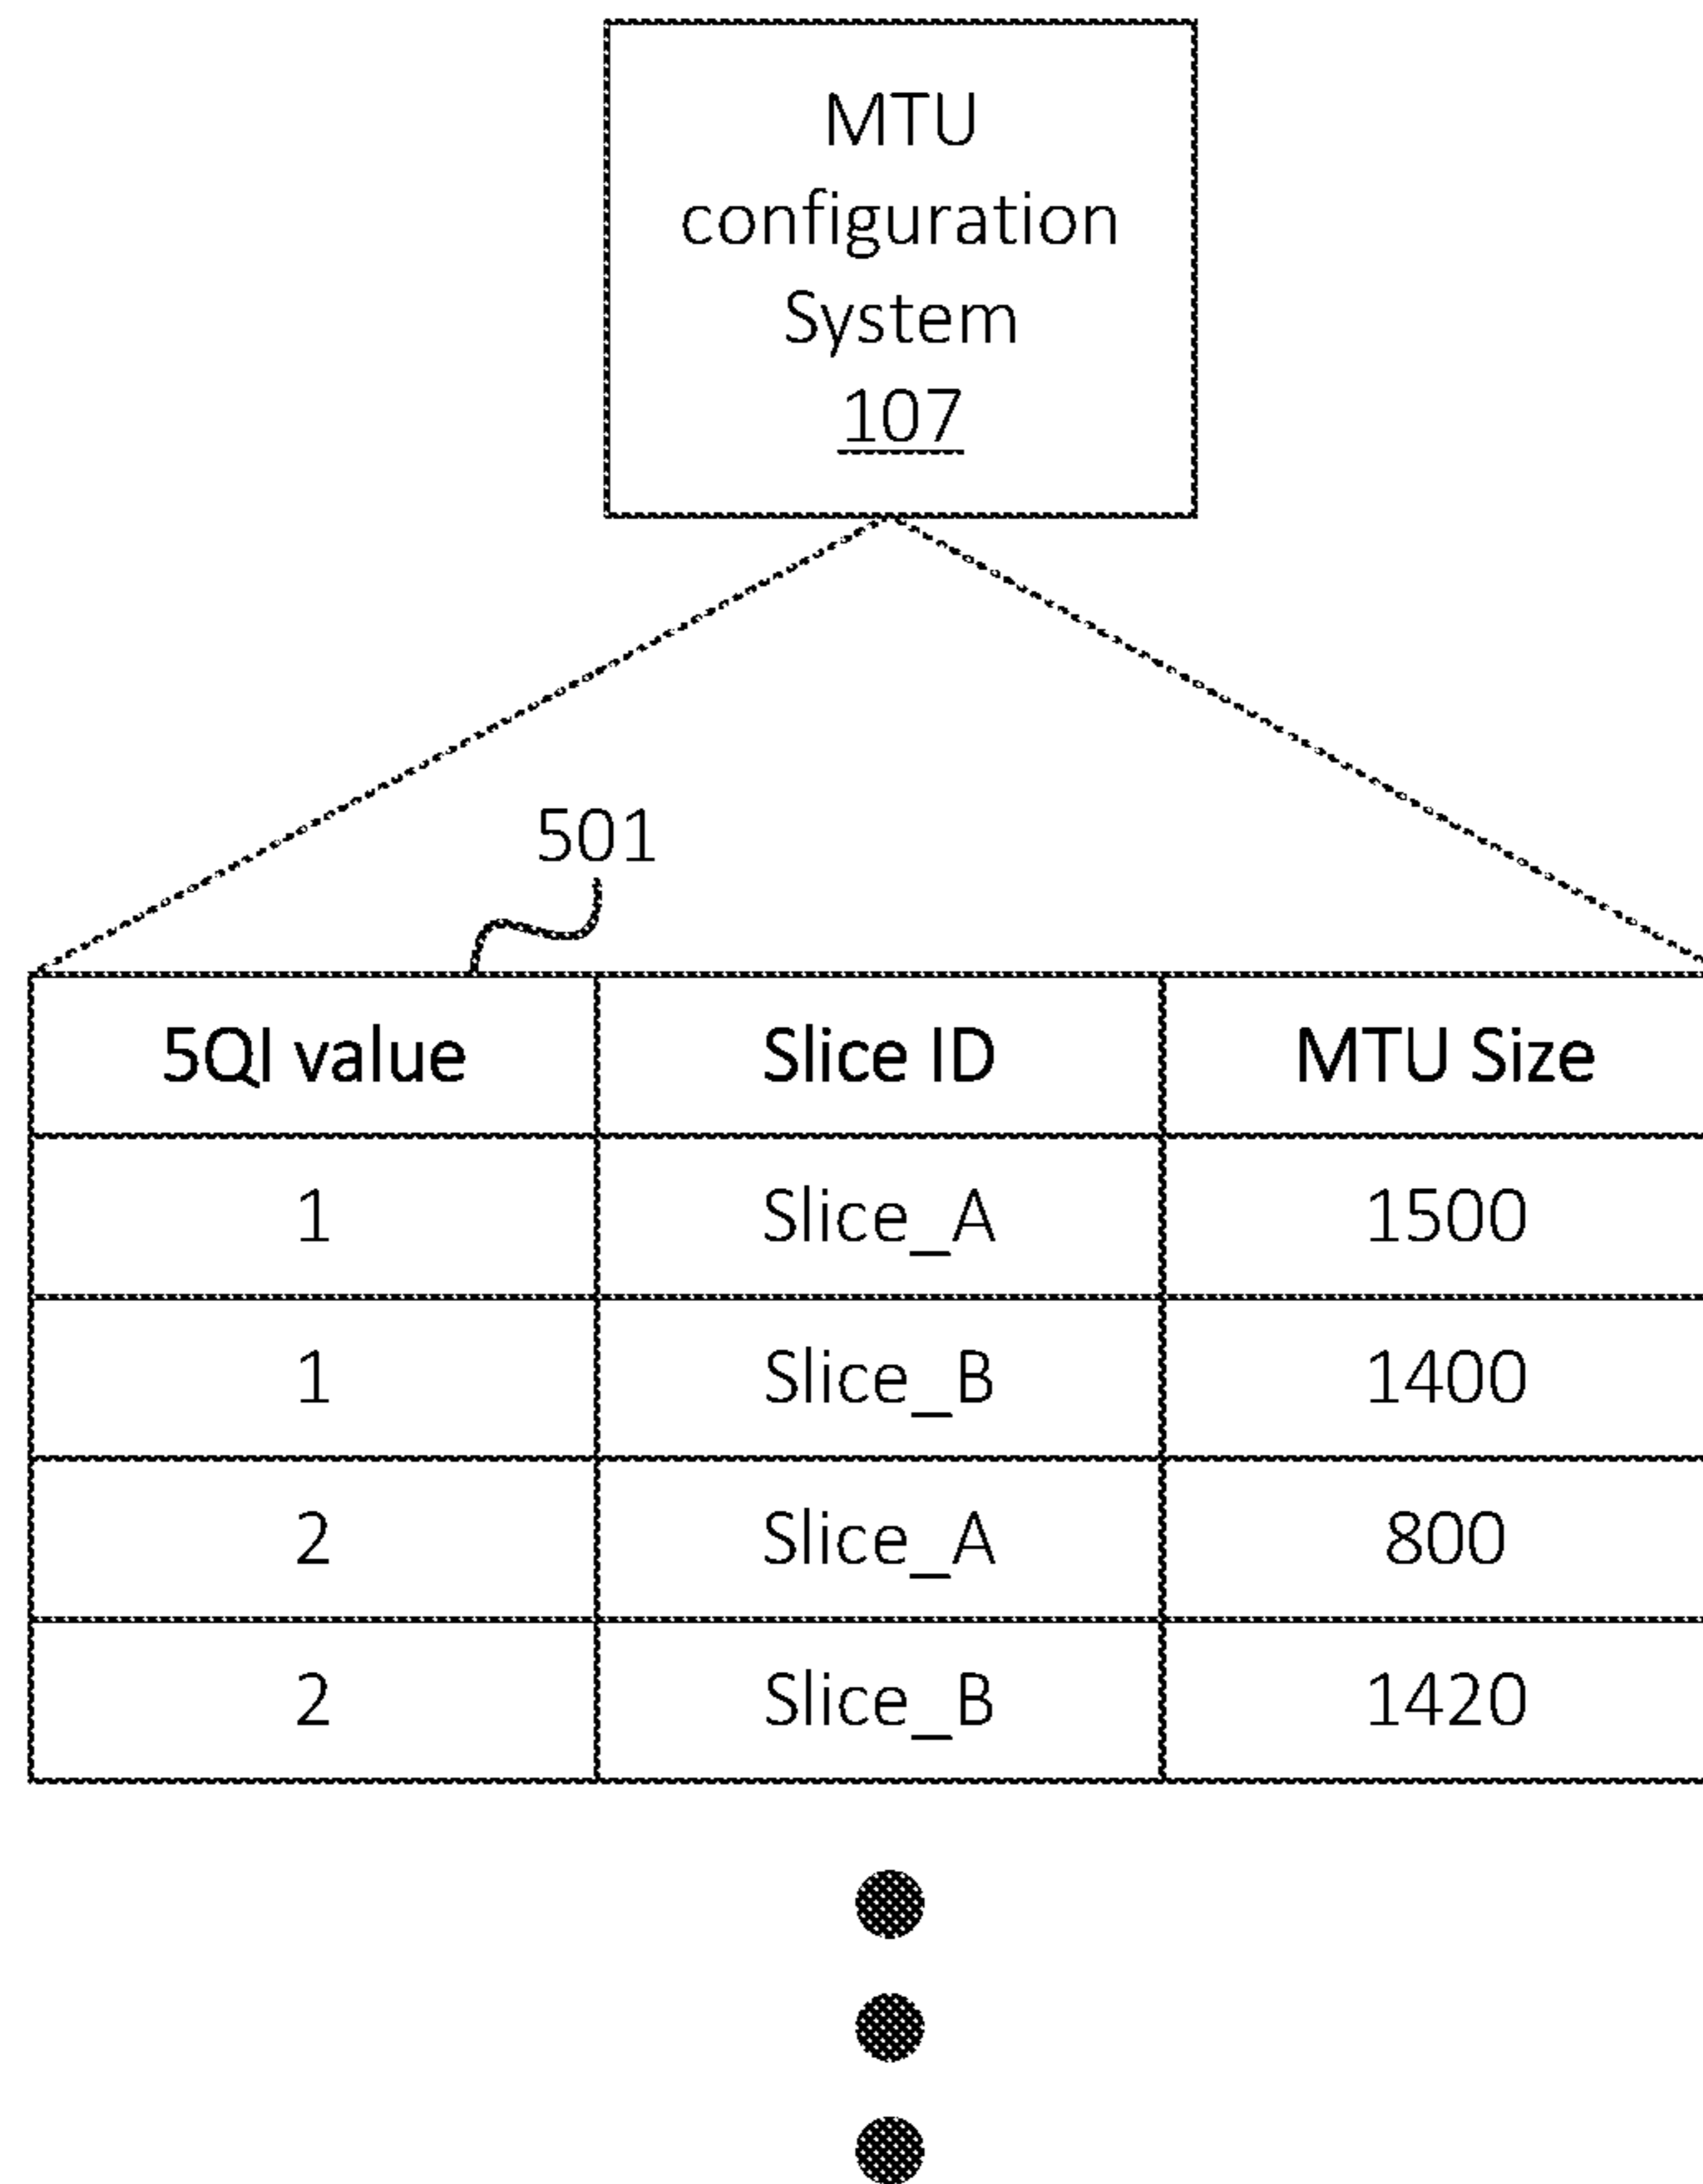 MTU
configuration
System
107
501
5QI value Slice ID MTU Size
1 Slice_A 1500
1 Slice_B 1400
2 Slice_A 800
2 Slice_B 1420